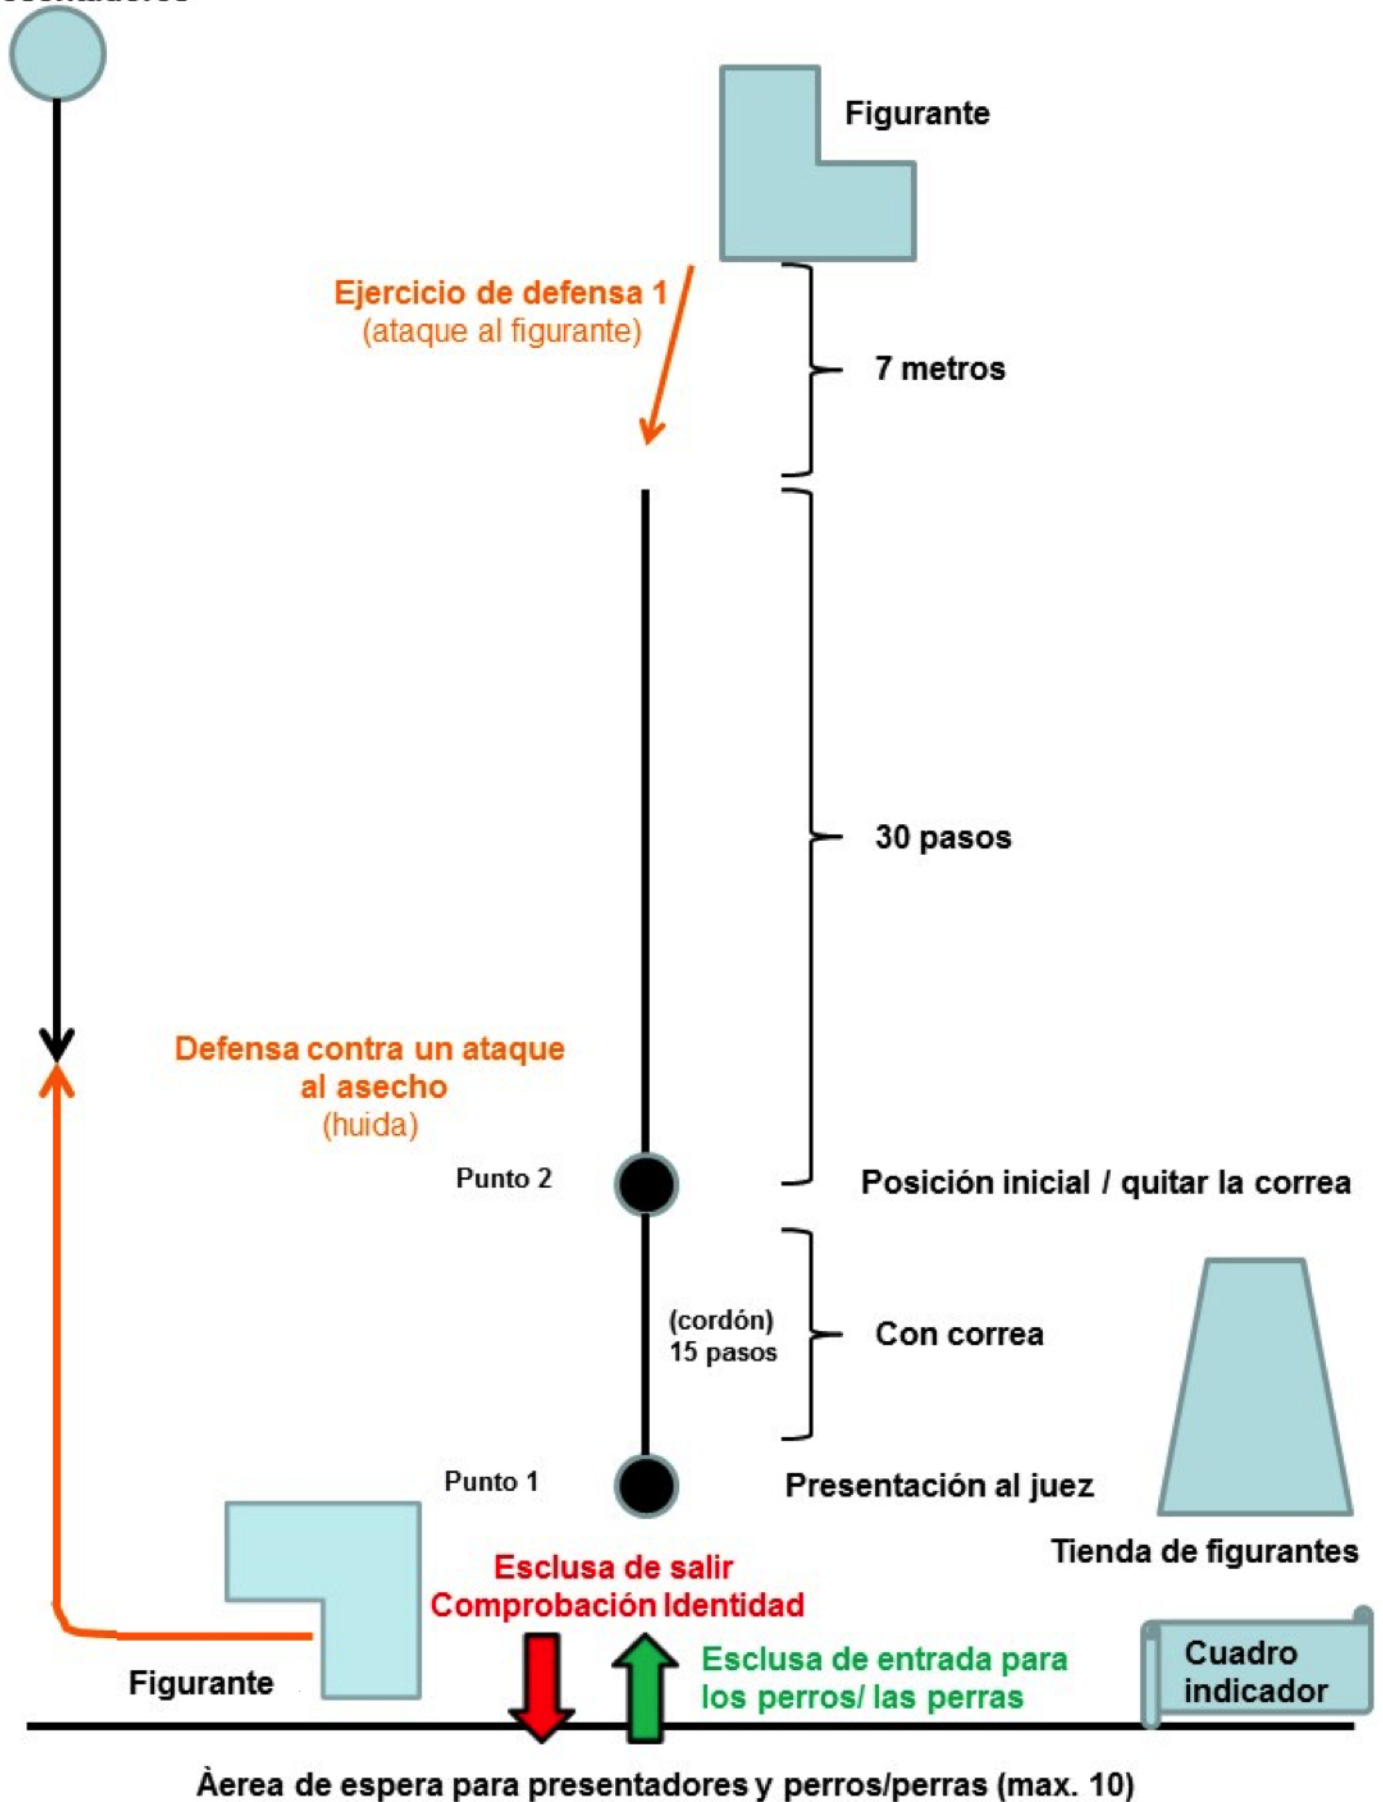 Figurante
Ejercicio de defensa 1
(ataque al figurante)
7 metros
30 pasos
Defensa contra un ataque
al asecho
(huida)
Punto 2
Posición inicial / quitar la correa
(cordón)
15 pasos
Con correa
Punto 1
Presentación al juez
Tienda de figurantes
Esclusa de salir
Comprobación Identidad
Esclusa de entrada para
los perros/ las perras
Figurante
Cuadro
indicador
Àerea de espera para presentadores y perros/perras (max. 10)